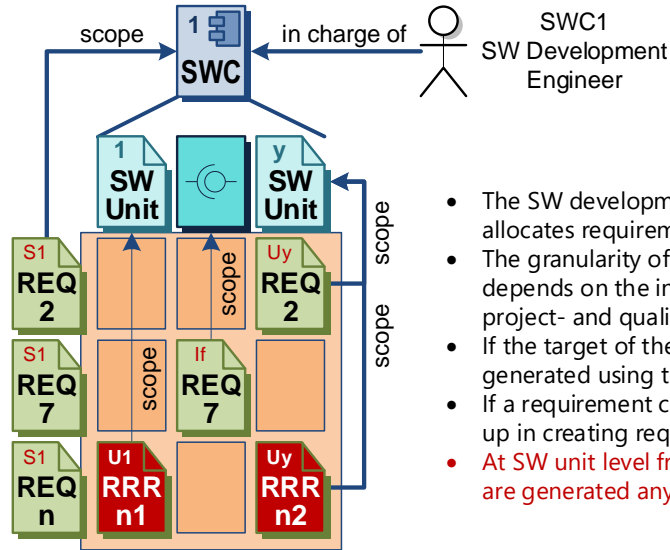 scope
1
SWC
in charge of
SWC1
SW Development
Engineer
1
SW
Unit
y
SW
Unit
S1
REQ
2
scope
Uy
REQ
2
scope
S1
REQ
7
scope
If
REQ
7
scope
S1
REQ
n
U1
RRR
n1
Uy
RRR
n2
• The SW developm
allocates requirem
• The granularity of
depends on the in
project- and quali
• If the target of the
generated using t
• If a requirement c
up in creating req
• At SW unit level fr
are generated any